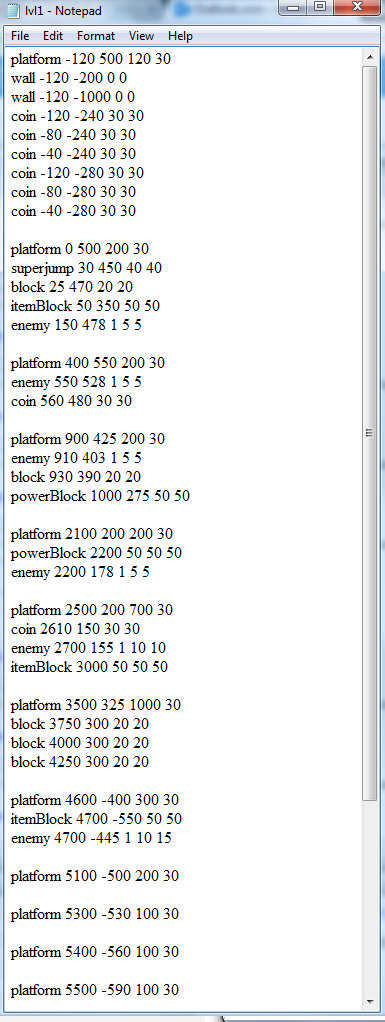 lvl1 - Notepad
File Edit Format View Help
platform -120 500 120 30
wall -120 -200 0 0
wall -120 -1000 0 0
coin -120 -240 30 30
coin -80 -240 30 30
coin -40 -240 30 30
coin -120 -280 30 30
coin -80 -280 30 30
coin -40 -280 30 30
platform 0 500 200 30
superjump 30 450 40 40
block 25 470 20 20
itemBlock 50 350 50 50
enemy 150 478 1 5 5
platform 400 550 200 30
enemy 550 528 1 5 5
coin 560 480 30 30
platform 900 425 200 30
enemy 910 403 1 5 5
block 930 390 20 20
powerBlock 1000 275 50 50
platform 2100 200 200 30
powerBlock 2200 50 50 50
enemy 2200 178 1 5 5
platform 2500 200 700 30
coin 2610 150 30 30
enemy 2700 155 1 10 10
itemBlock 3000 50 50 50
platform 3500 325 1000 30
block 3750 300 20 20
block 4000 300 20 20
block 4250 300 20 20
platform 4600 -400 300 30
itemBlock 4700 -550 50 50
enemy 4700 -445 1 10 15
platform 5100 -500 200 30
platform 5300 -530 100 30
platform 5400 -560 100 30
platform 5500 -590 100 30